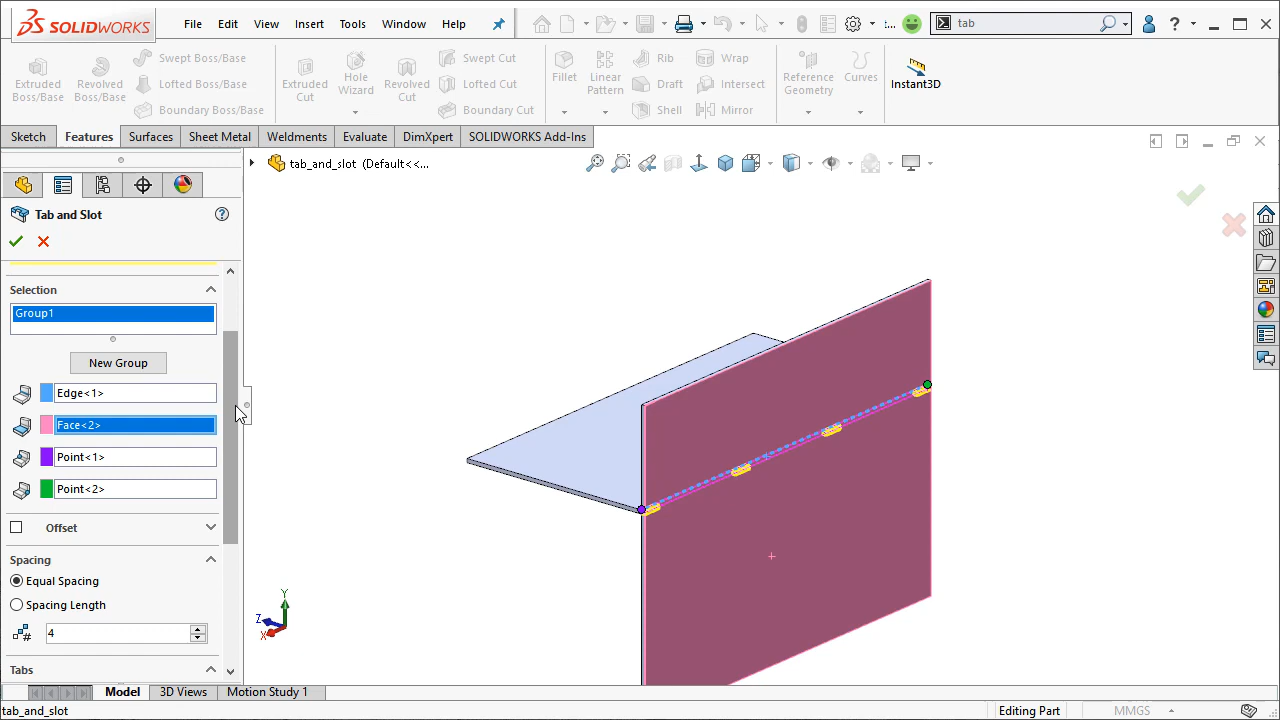 SOLIDWORKS File Edit View Insert Tools Window Help ...: tab ?
Extruded Boss/Base
Revolved Boss/Base
Swept Boss/Base
Lofted Boss/Base
Boundary Boss/Base
Extruded Cut
Hole Wizard
Revolved Cut
Swept Cut
Lofted Cut
Boundary Cut
Fillet
Linear Pattern
Rib
Draft
Shell
Wrap
Intersect
Mirror
Reference Geometry
Curves
Instant3D
Sketch Features Surfaces Sheet Metal Weldments Evaluate DimXpert SOLIDWORKS Add-Ins
tab_and_slot (Default<<...
Tab and Slot ?
Selection
Group1
New Group
Edge<1>
Face<2>
Point<1>
Point<2>
Offset
Spacing
Equal Spacing
Spacing Length
4
Tabs
Y
Z
X
Model 3D Views Motion Study 1
tab_and_slot Editing Part MMGS